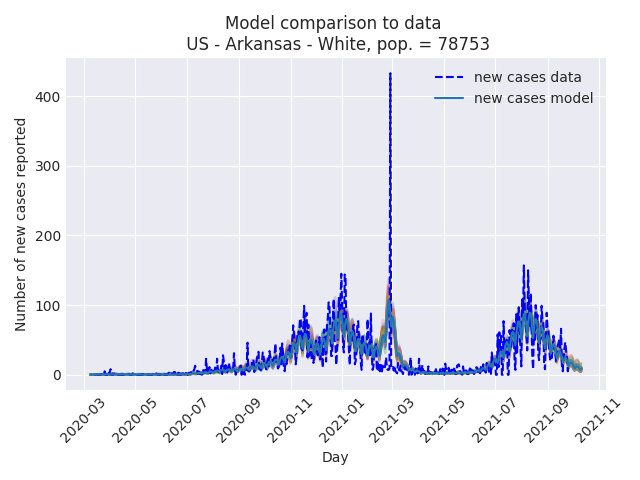 Model comparison to data
US - Arkansas - White, pop. = 78753
new cases data
new cases model
Number of new cases reported
400
300
200
100
0
2020-03
2020-05
2020-07
2020-09
2020-11
2021-01
2021-03
2021-05
2021-07
2021-09
2021-11
Day